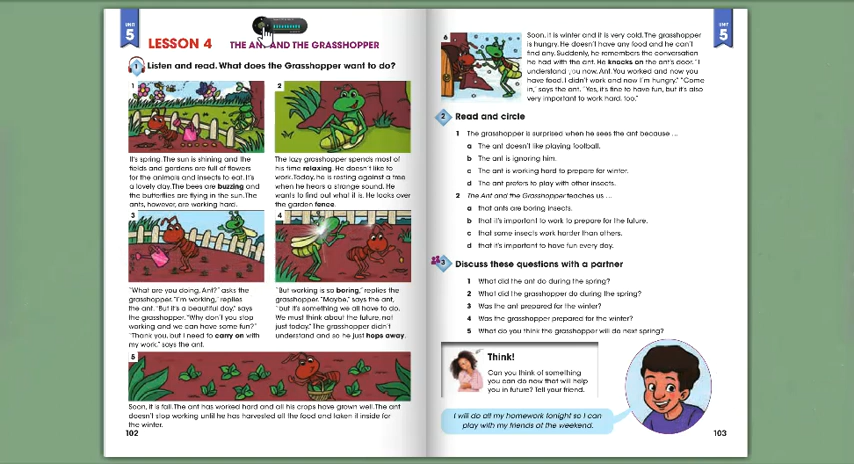 UNIT
5
LESSON 4
THE ANT AND THE GRASSHOPPER
1 Listen and read. What does the Grasshopper want to do?
1
It's spring. The sun is shining and the
fields and gardens are full of flowers
for the animals and insects to eat. It's
a lovely day. The bees are buzzing and
the butterflies are flying in the sun. The
ants, however, are working hard.
2
The lazy grasshopper spends most of
his time relaxing. He doesn't like to
work. Today, he is resting against a tree
when he hears a strange sound. He
wants to find out what it is. He looks over
the garden fence.
3
"What are you doing, Ant?" asks the
grasshopper. "I'm working," replies
the ant. "But it's a beautiful day," says
the grasshopper. "Why don't you stop
working and we can have some fun?"
"Thank you, but I need to carry on with
my work," says the ant.
4
"But working is so boring," replies the
grasshopper. "Maybe," says the ant,
"but it's something we all have to do.
We must think about the future, not
just today." The grasshopper didn't
understand and so he just hops away.
5
Soon, it is fall. The ant has worked hard and all his crops have grown well. The ant
doesn't stop working until he has harvested all the food and taken it inside for
the winter.
102
UNIT
5
6
Soon, it is winter and it is very cold. The grasshopper
is hungry. He doesn't have any food and he can't
find any. Suddenly, he remembers the conversation
he had with the ant. He knocks on the ant's door. "I
understand you now, Ant. You worked and now you
have food. I didn't work and now I'm hungry." "Come
in," says the ant. "Yes, it's fine to have fun, but it's also
very important to work hard, too."
2 Read and circle
1 The grasshopper is surprised when he sees the ant because ...
a The ant doesn't like playing football.
b The ant is ignoring him.
c The ant is working hard to prepare for winter.
d The ant prefers to play with other insects.
2 The Ant and the Grasshopper teaches us ...
a that ants are boring insects.
b that it's important to work to prepare for the future.
c that some insects work harder than others.
d that it's important to have fun every day.
3 Discuss these questions with a partner
1 What did the ant do during the spring?
2 What did the grasshopper do during the spring?
3 Was the ant prepared for the winter?
4 Was the grasshopper prepared for the winter?
5 What do you think the grasshopper will do next spring?
Think!
Can you think of something
you can do now that will help
you in future? Tell your friend.
I will do all my homework tonight so I can
play with my friends at the weekend.
103